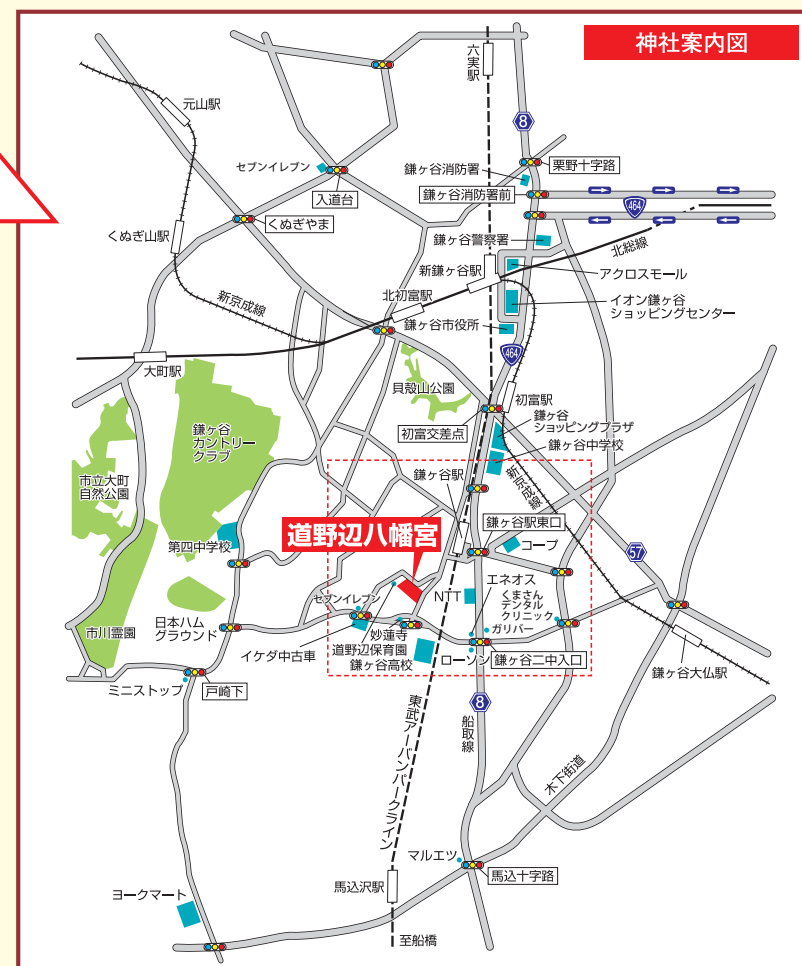 神社案内図
六実駅
元山駅
8
セブンイレブン
鎌ヶ谷消防署
栗野十字路
入道台
鎌ヶ谷消防署前
464
くぬぎやま
くぬぎ山駅
鎌ヶ谷警察署
北総線
新鎌ヶ谷駅
アクロスモール
新京成線
北初富駅
イオン鎌ヶ谷
ショッピングセンター
鎌ヶ谷市役所
464
大町駅
貝殻山公園
初富駅
鎌ヶ谷
ショッピングプラザ
初富交差点
鎌ヶ谷
カントリー
クラブ
鎌ヶ谷中学校
市立大町
自然公園
鎌ヶ谷駅
新京成線
鎌ヶ谷駅東口
道野辺八幡宮
第四中学校
コープ
57
エネオス
NTT
くまさん
デンタル
クリニック
セブンイレブン
ガリバー
日本ハム
グラウンド
市川霊園
妙蓮寺
イケダ中古車
道野辺保育園
鎌ヶ谷高校
ローソン
鎌ヶ谷二中入口
鎌ヶ谷大仏駅
ミニストップ
戸崎下
8
船取線
東武アーバンパークライン
木下街道
マルエツ
馬込十字路
馬込沢駅
ヨークマート
至船橋